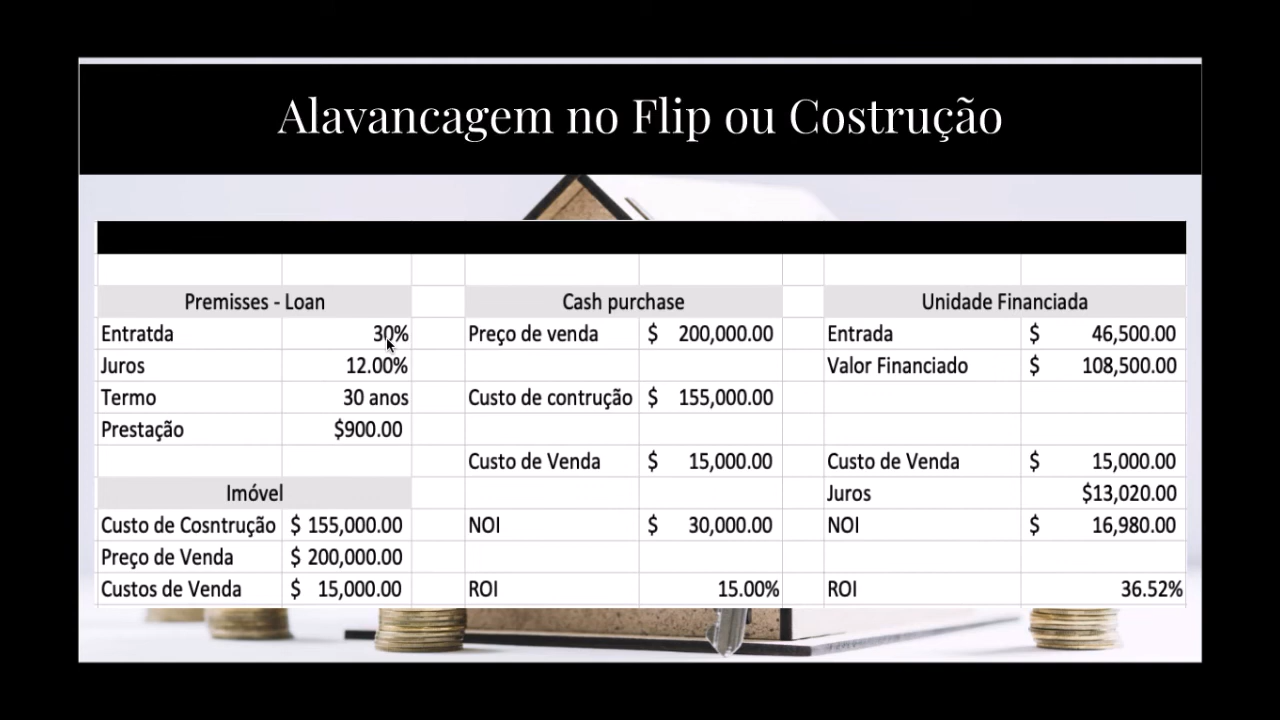 Alavancagem no Flip ou Costrução
Premisses - Loan Cash purchase Unidade Financiada
Entratda 30% Preço de venda $ 200,000.00 Entrada $ 46,500.00
Juros 12.00% Valor Financiado $ 108,500.00
Termo 30 anos Custo de contrução $ 155,000.00
Prestação $900.00
Custo de Venda $ 15,000.00 Custo de Venda $ 15,000.00
Imóvel Juros $13,020.00
Custo de Cosntrução $ 155,000.00 NOI $ 30,000.00 NOI $ 16,980.00
Preço de Venda $ 200,000.00
Custos de Venda $ 15,000.00 ROI 15.00% ROI 36.52%